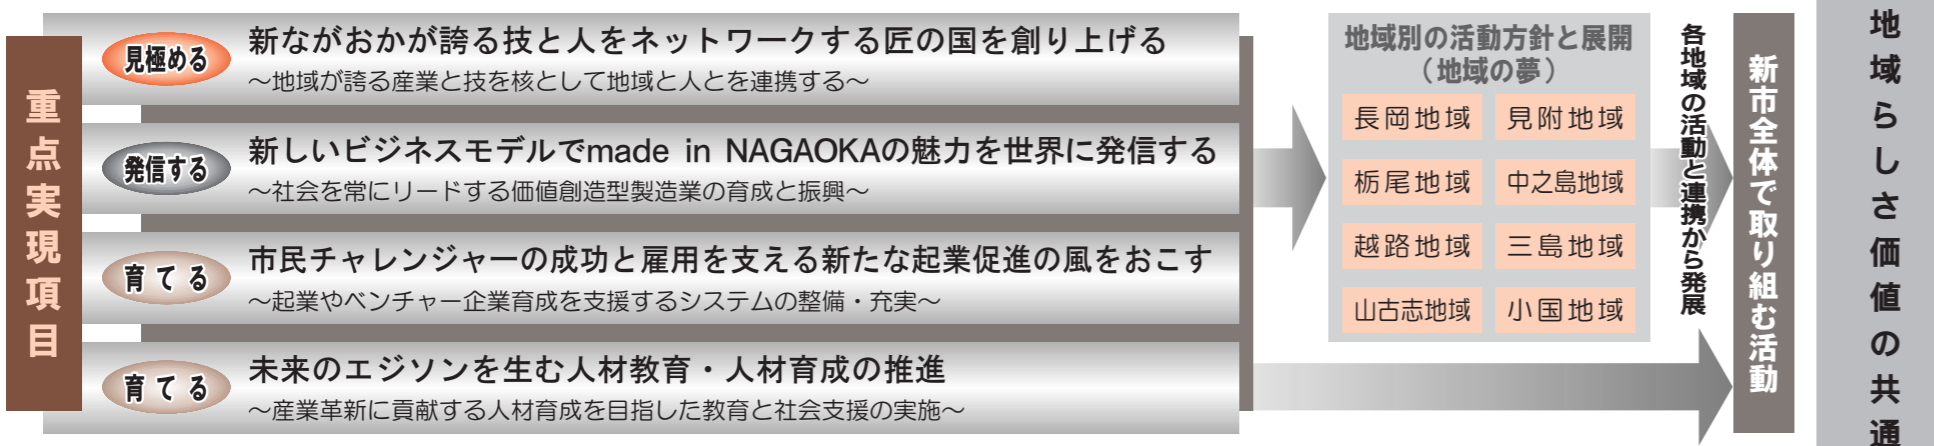 重点実現項目
見極める
新ながおかが誇る技と人をネットワークする匠の国を創り上げる
～地域が誇る産業と技を核として地域と人とを連携する～
発信する
新しいビジネスモデルでmade in NAGAOKAの魅力を世界に発信する
～社会を常にリードする価値創造型製造業の育成と振興～
育てる
市民チャレンジャーの成功と雇用を支える新たな起業促進の風をおこす
～起業やベンチャー企業育成を支援するシステムの整備・充実～
育てる
未来のエジソンを生む人材教育・人材育成の推進
～産業革新に貢献する人材育成を目指した教育と社会支援の実施～
地域別の活動方針と展開
（地域の夢）
長岡地域
見附地域
栃尾地域
中之島地域
越路地域
三島地域
山古志地域
小国地域
各地域の活動と連携から発展
新市全体で取り組む活動
地域らしさ価値の共通